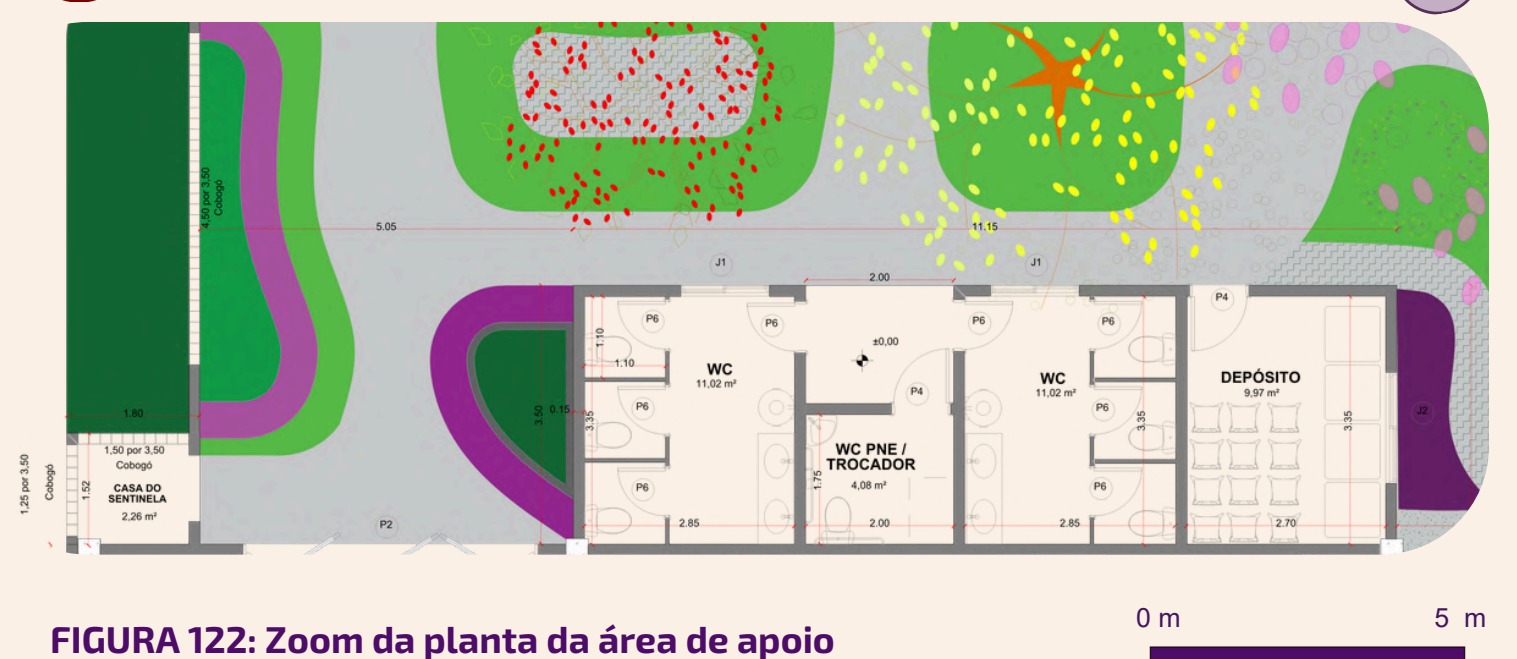 4,50 por 3,50
Cobogó
5.05
11.15
J1
J1
2.00
P6
P6
P6
P6
P4
1.10
1.10
±0,00
WC
11,02 m²
WC
11,02 m²
P4
DEPÓSITO
9,97 m²
1.80
3.50
0.15
3.35
P6
P6
3.35
3.35
J2
1,50 por 3,50
Cobogó
1,25 por 3,50
Cobogó
1.52
CASA DO
SENTINELA
2,26 m²
WC PNE /
TROCADOR
4,08 m²
1.75
P6
P6
P2
2.85
2.00
2.85
2.70
0 m
5 m
FIGURA 122: Zoom da planta da área de apoio